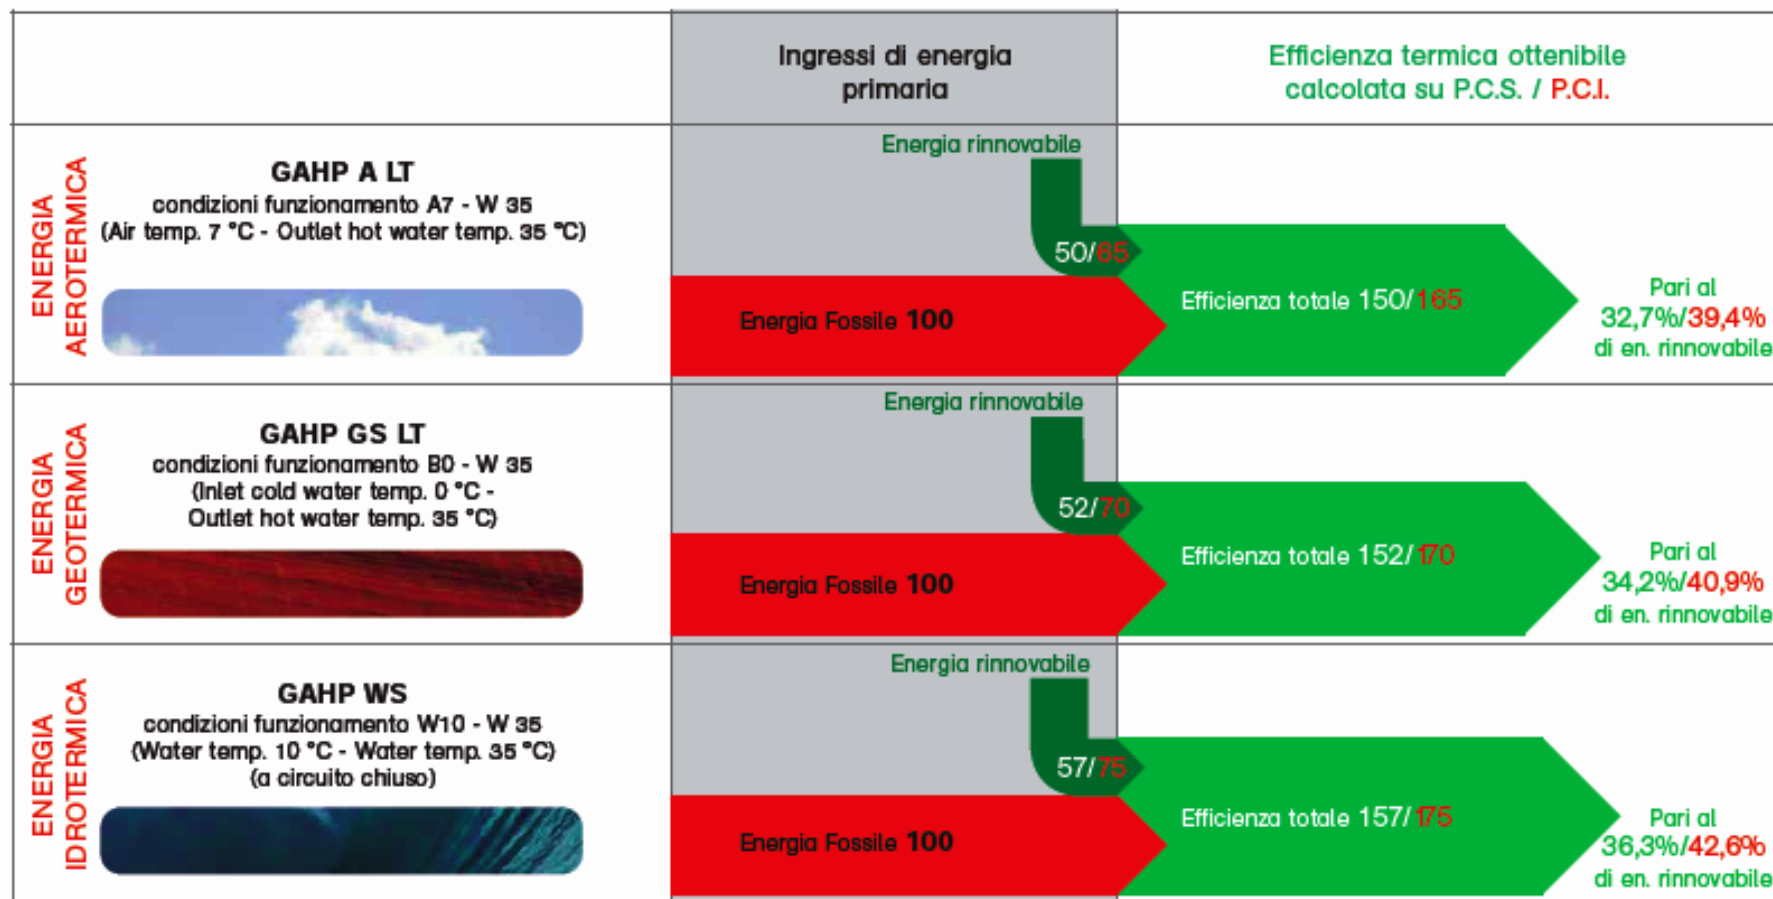 Ingressi di energia
primaria
Efficienza termica ottenibile
calcolata su P.C.S. / P.C.I.
ENERGIA
AEROTERMICA
GAHP A LT
condizioni funzionamento A7 - W 35
(Air temp. 7 °C - Outlet hot water temp. 35 °C)
Energia rinnovabile
50/65
Energia Fossile 100
Efficienza totale 150/165
Pari al
32,7%/39,4%
di en. rinnovabile
ENERGIA
GEOTERMICA
GAHP GS LT
condizioni funzionamento B0 - W 35
(Inlet cold water temp. 0 °C -
Outlet hot water temp. 35 °C)
Energia rinnovabile
52/70
Energia Fossile 100
Efficienza totale 152/170
Pari al
34,2%/40,9%
di en. rinnovabile
ENERGIA
IDROTERMICA
GAHP WS
condizioni funzionamento W10 - W 35
(Water temp. 10 °C - Water temp. 35 °C)
(a circuito chiuso)
Energia rinnovabile
57/75
Energia Fossile 100
Efficienza totale 157/175
Pari al
36,3%/42,6%
di en. rinnovabile